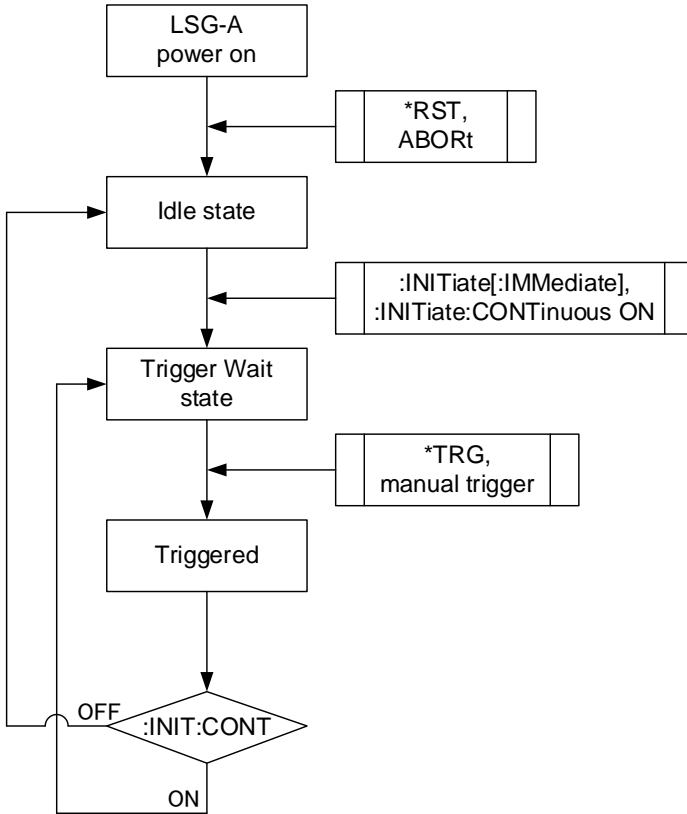 LSG-A
power on
*RST,
ABORt
Idle state
:INITiate[:IMMediate],
:INITiate:CONTinuous ON
Trigger Wait
state
*TRG,
manual trigger
Triggered
OFF
:INIT:CONT
ON